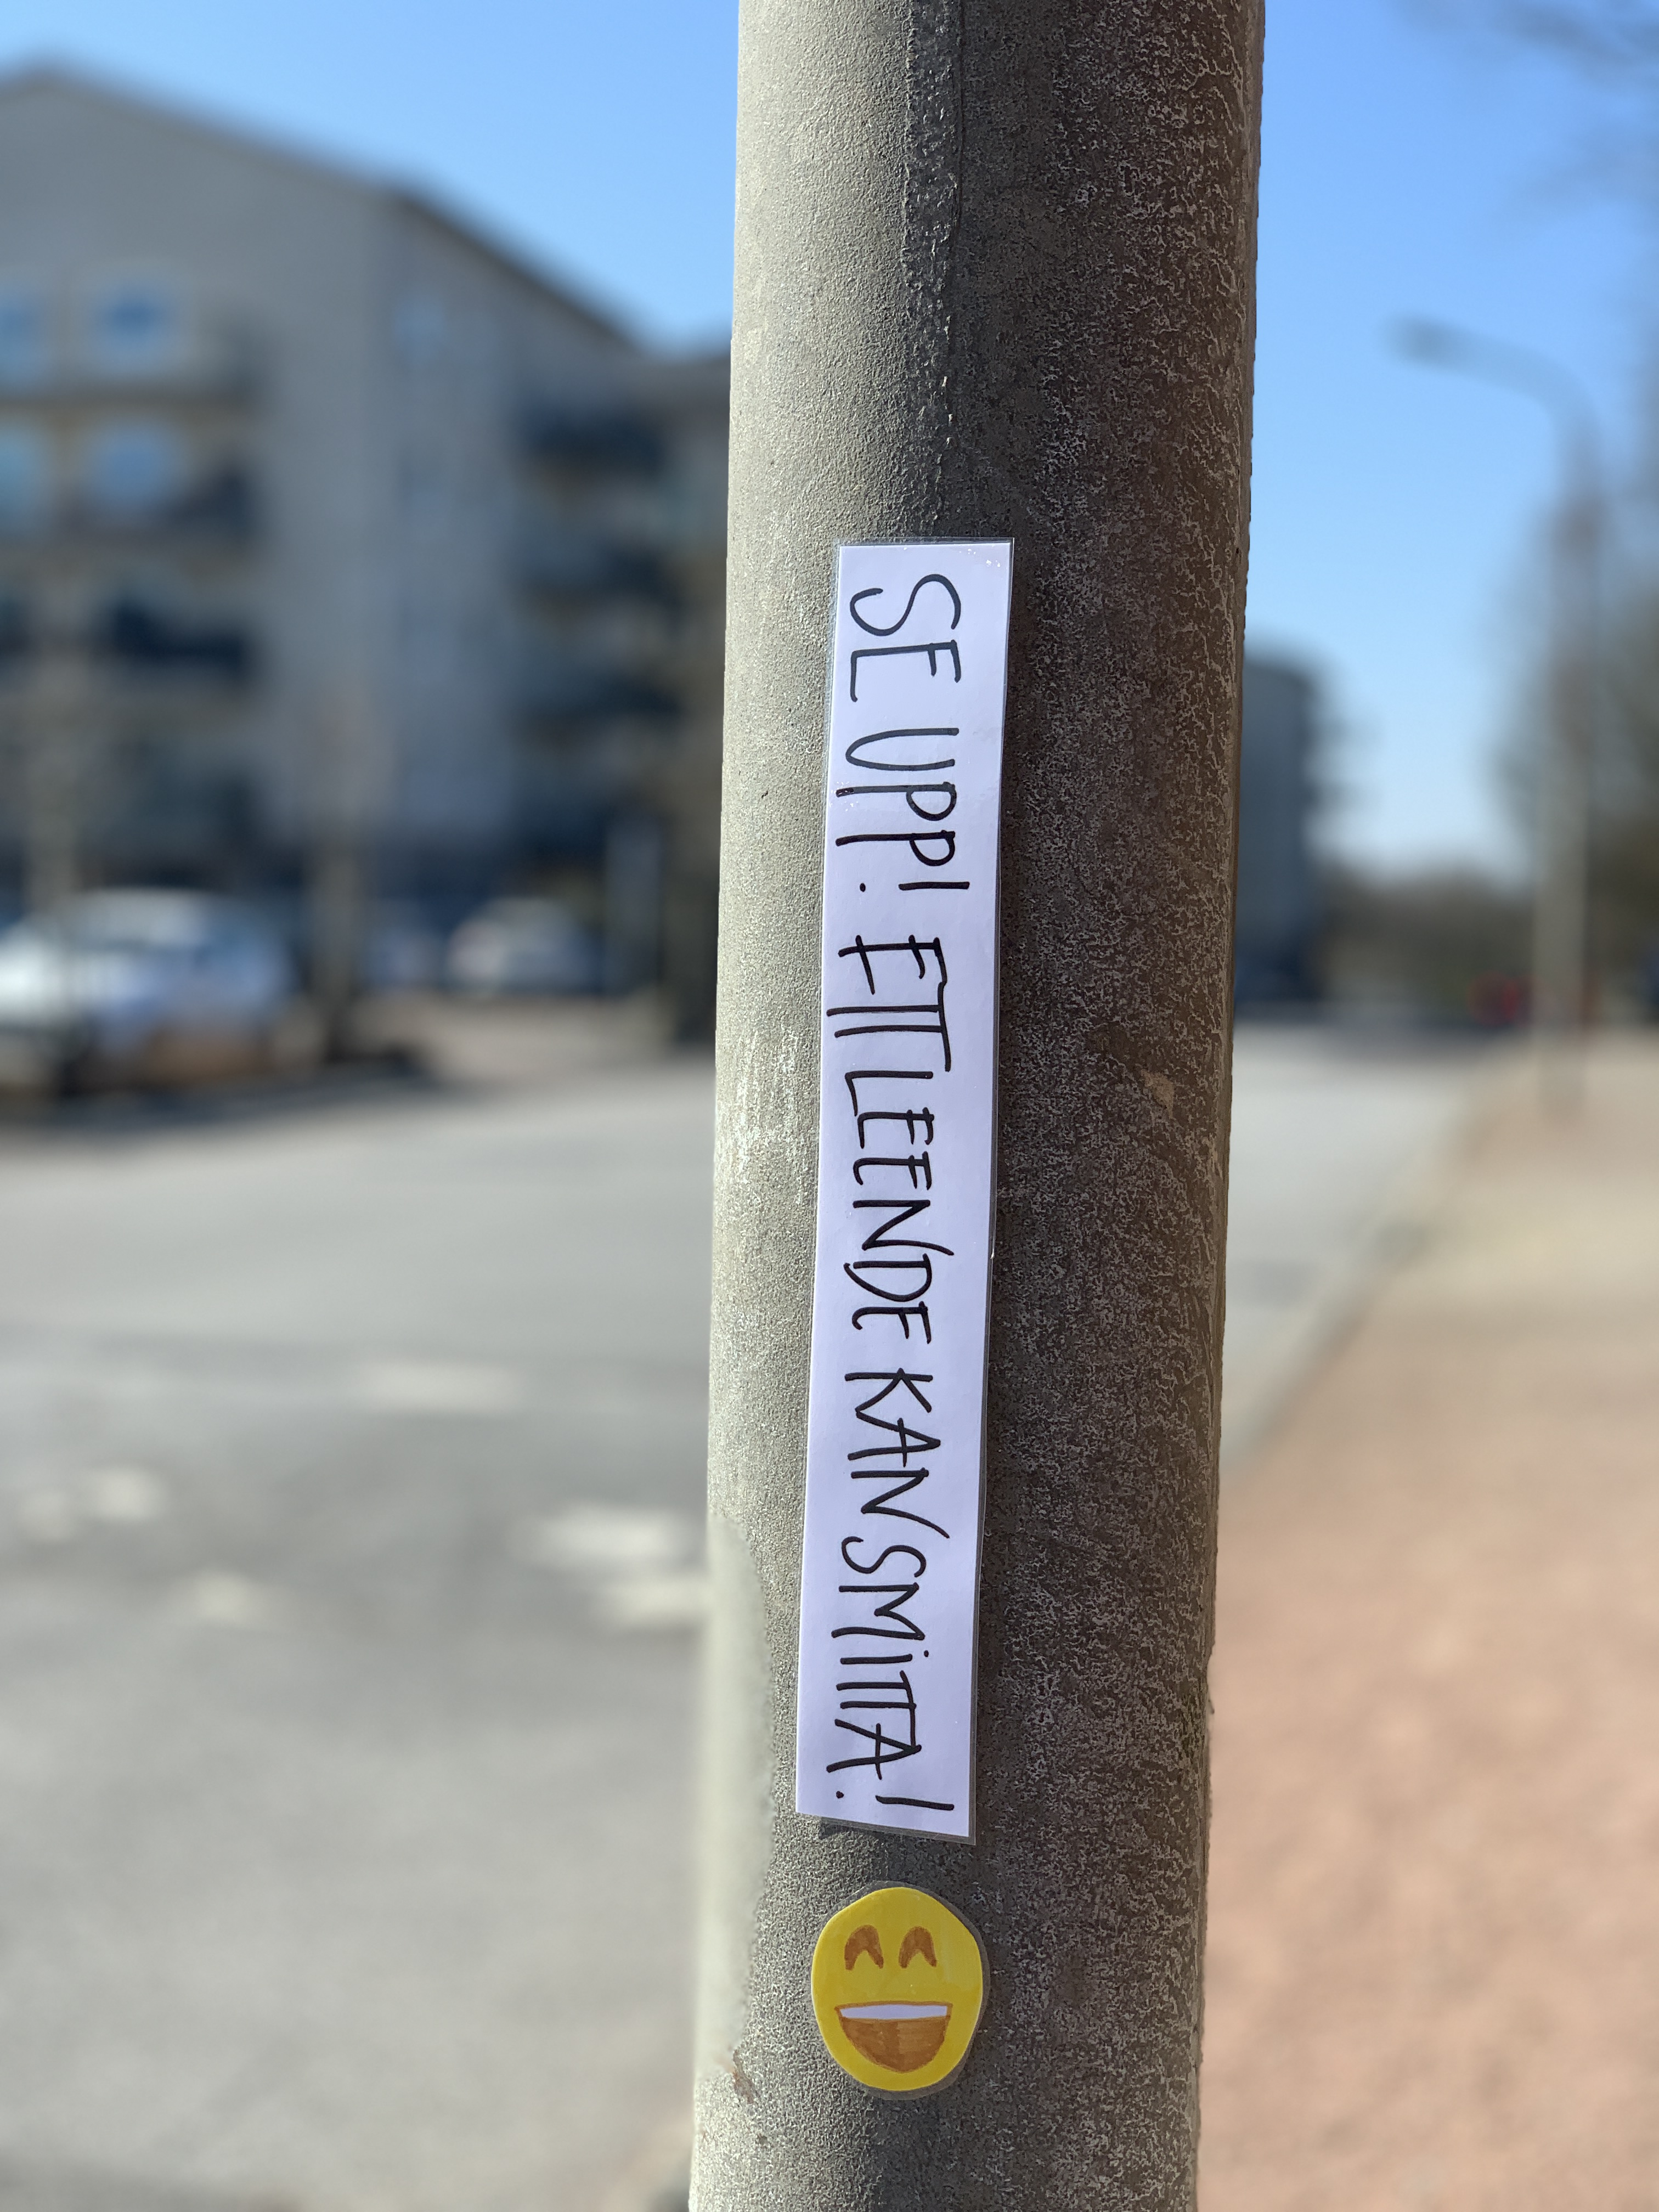 SE UPP! ETT LEENDE KAN SMiTTA!